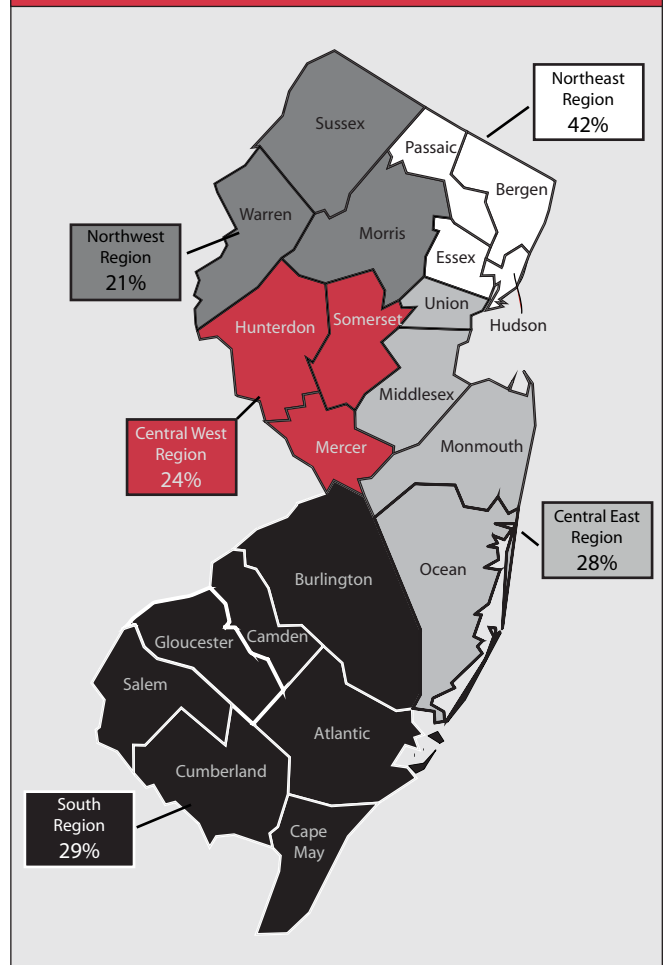 Northeast
Region
42%
Sussex
Passaic
Bergen
Warren
Morris
Northwest
Region
21%
Essex
Union
Hudson
Hunterdon
Somerset
Middlesex
Central West
Region
24%
Mercer
Monmouth
Central East
Region
28%
Ocean
Burlington
Camden
Gloucester
Salem
Atlantic
Cumberland
South
Region
29%
Cape
May